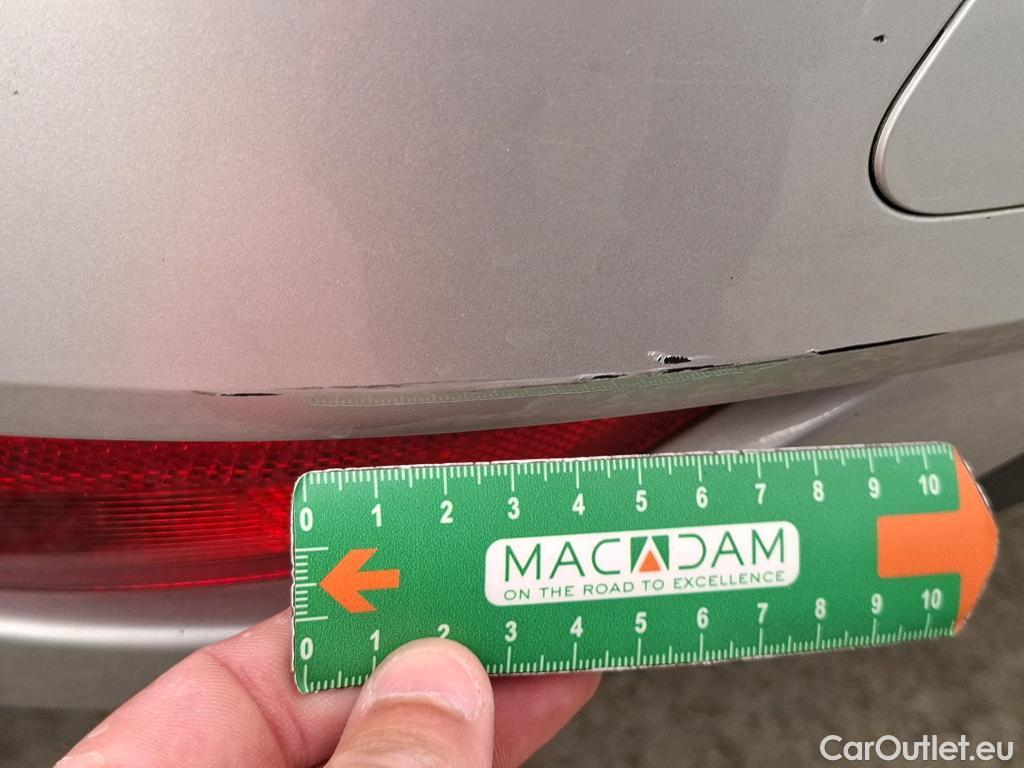 0 1 2 3 4 5 6 7 8 9 10
MACADAM
ON THE ROAD TO EXCELLENCE
0 1 2 3 4 5 6 7 8 9 10
CarOutlet.eu